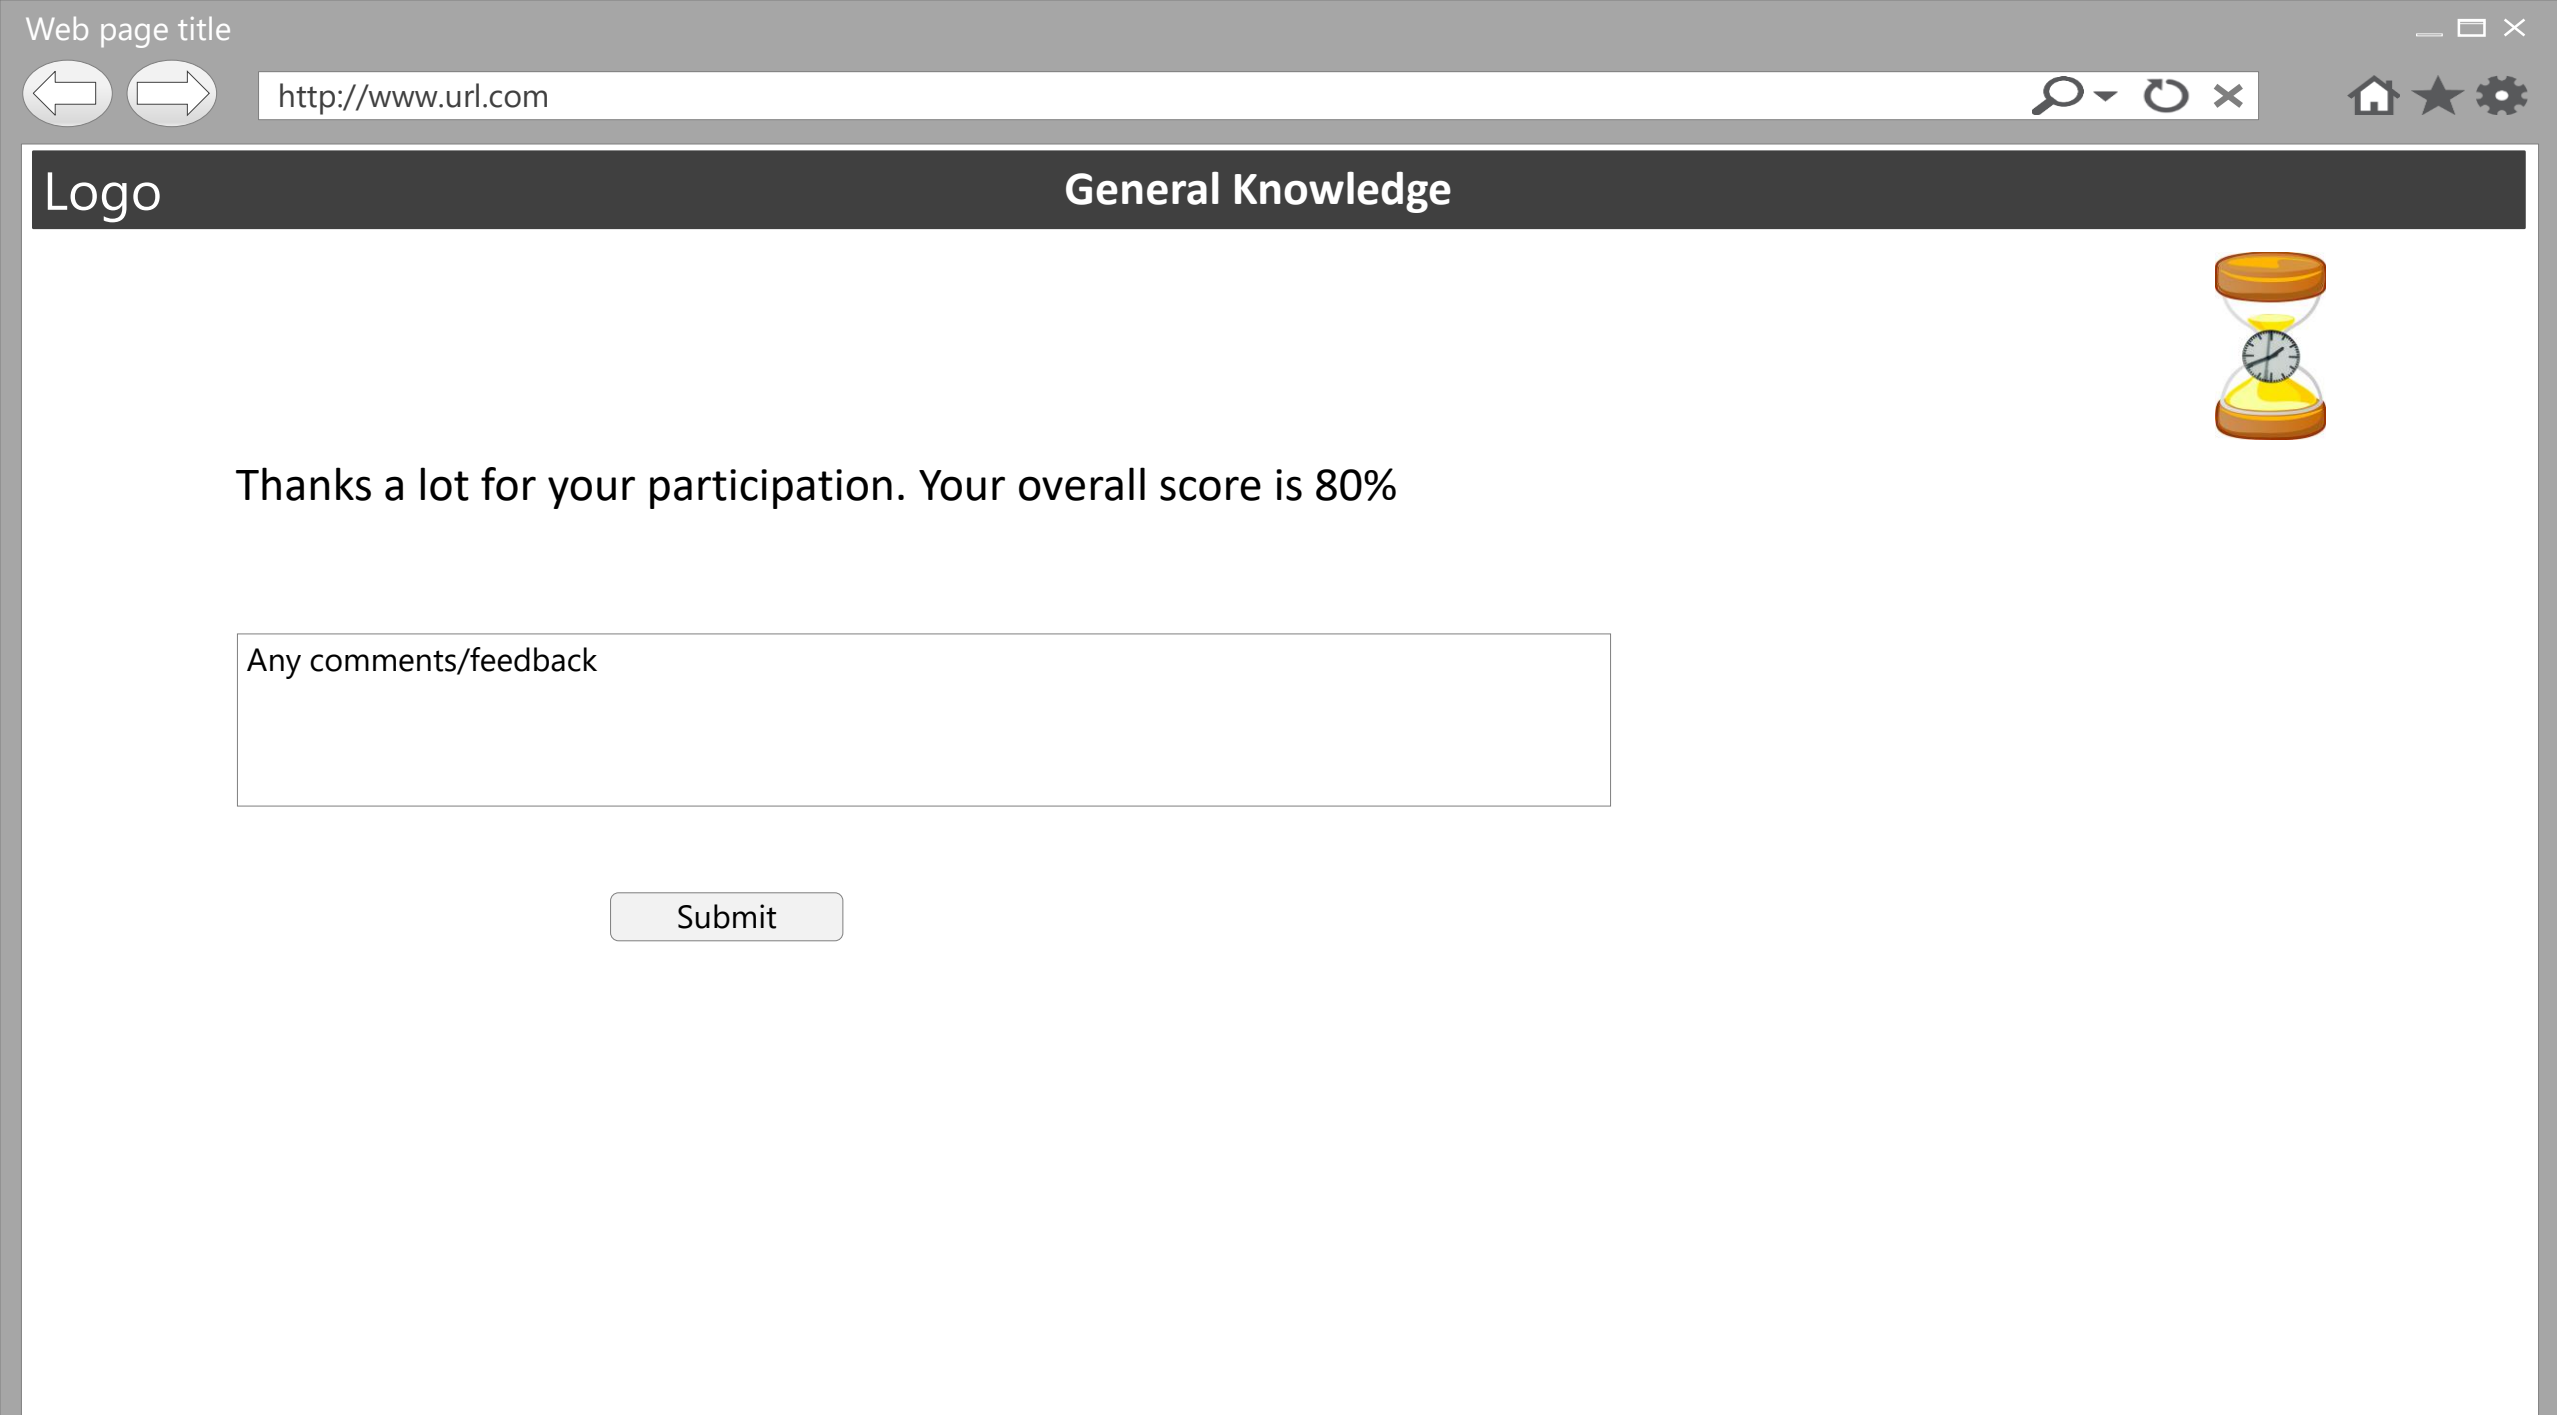 Web page title
http://www.url.com
Logo
General Knowledge
Thanks a lot for your participation. Your overall score is 80%
Any comments/feedback
Submit